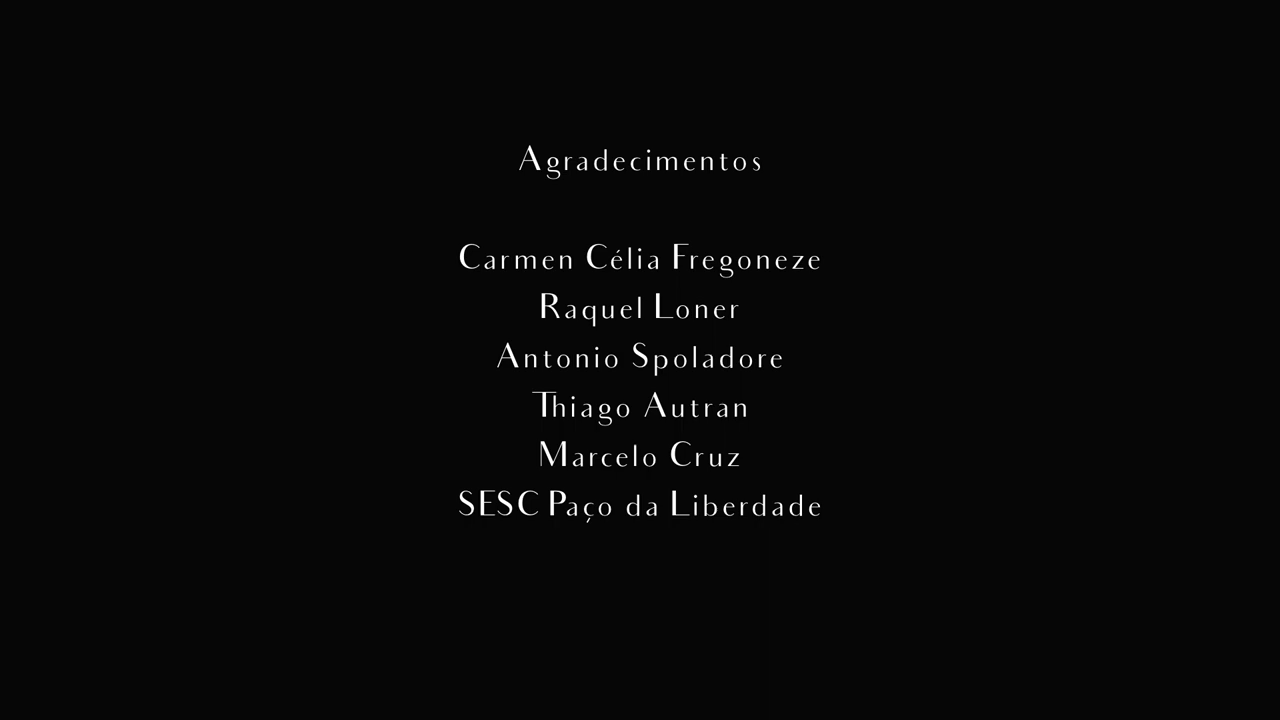 Agradecimentos
Carmen Célia Fregoneze
Raquel Loner
Antonio Spoladore
Thiago Autran
Marcelo Cruz
SESC Paço da Liberdade